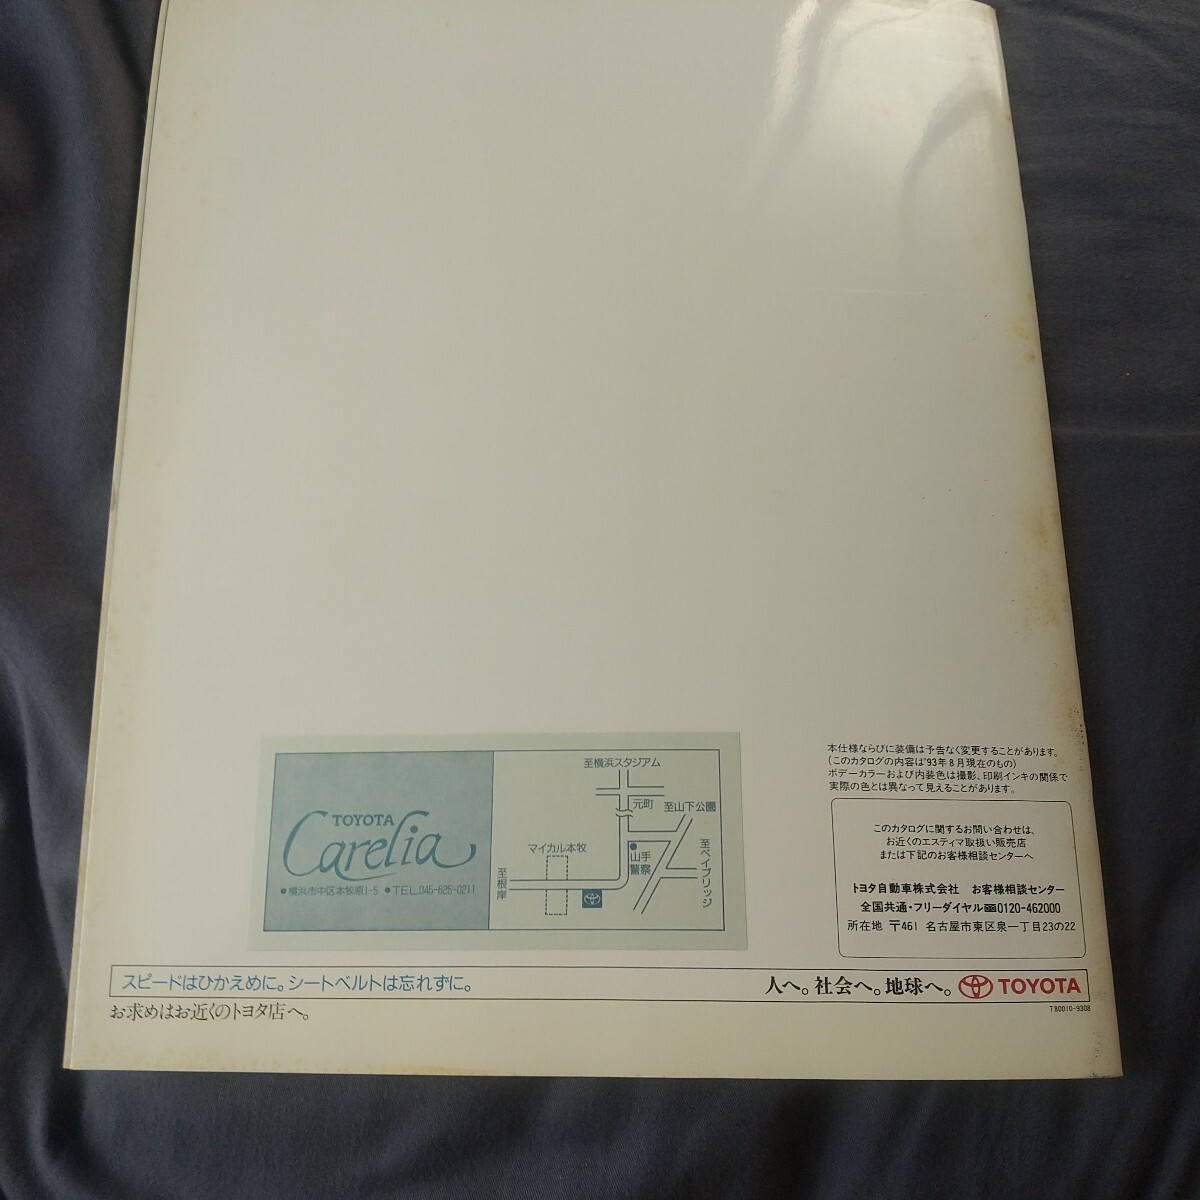 本仕様ならびに装備は予告なく変更することがあります。
(このカタログの内容は'93年8月現在のもの)
ボデーカラーおよび内装色は撮影、印刷インキの関係で
実際の色とは異なって見えることがあります。
このカタログに関するお問い合わせは、
お近くのエスティマ取扱い販売店
または下記のお客様相談センターへ
トヨタ自動車株式会社 お客様相談センター
全国共通・フリーダイヤル 0120-462000
所在地 〒461 名古屋市東区泉一丁目23の22
TOYOTA
Carelia
●横浜市中区本牧原1-5 ●TEL.045-625-0211
至横浜スタジアム
元町
至山下公園
マイカル本牧
山手
警察
至ベイブリッジ
至根岸
スピードはひかえめに。シートベルトは忘れずに。
人へ。社会へ。地球へ。 TOYOTA
お求めはお近くのトヨタ店へ。
TB0010-9308